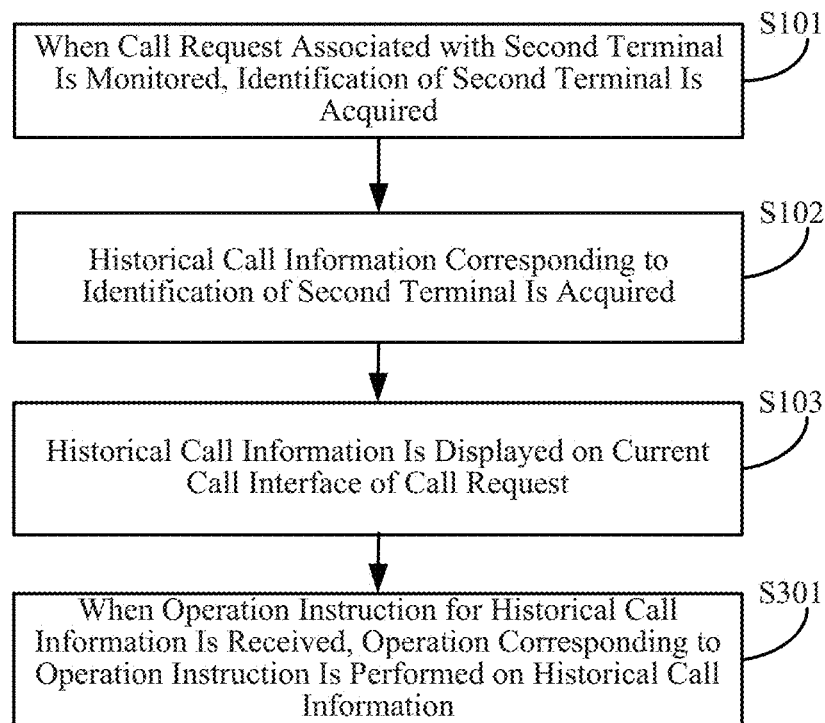 S101
When Call Request Associated with Second Terminal
Is Monitored, Identification of Second Terminal Is
Acquired
S102
Historical Call Information Corresponding to
Identification of Second Terminal Is Acquired
S103
Historical Call Information Is Displayed on Current
Call Interface of Call Request
S301
When Operation Instruction for Historical Call
Information Is Received, Operation Corresponding to
Operation Instruction Is Performed on Historical Call
Information